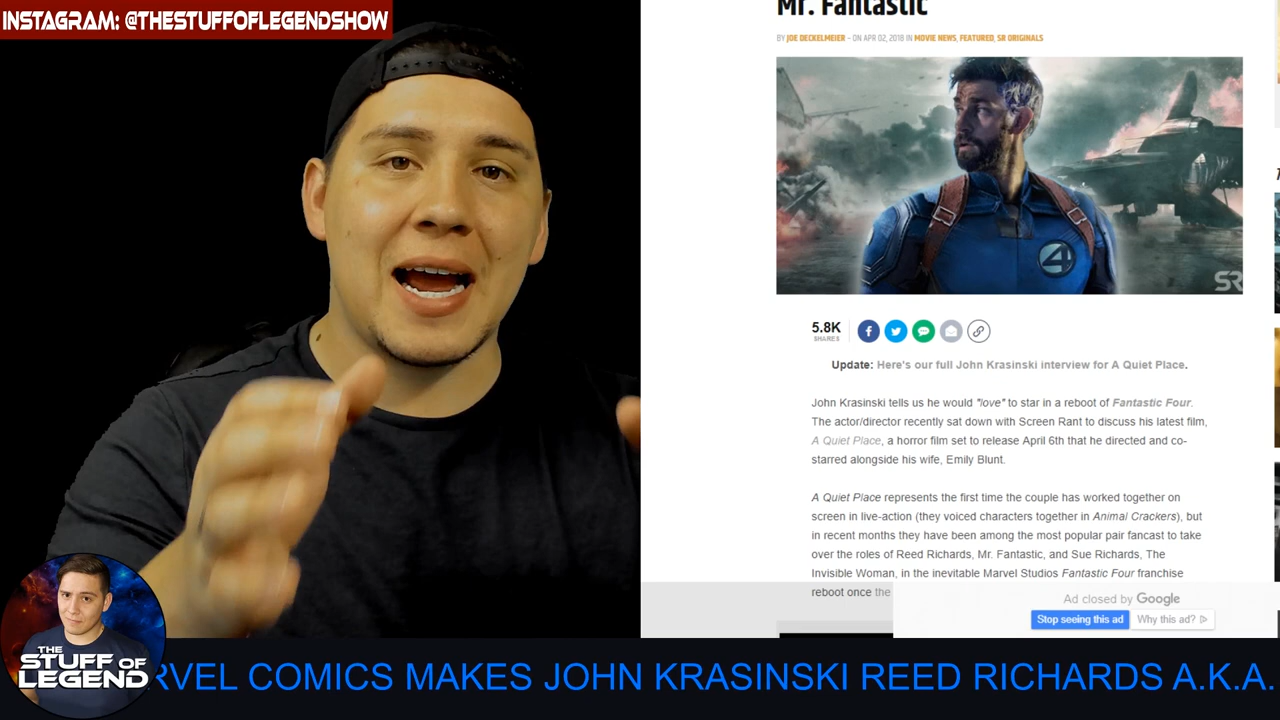 INSTAGRAM: @THESTUFFOFLEGENDSHOW
Mr. Fantastic
BY JOE DECKELMEIER – ON APR 02, 2018 IN MOVIE NEWS, FEATURED, SR ORIGINALS
4
SR
5.8K
SHARES
Update: Here's our full John Krasinski interview for A Quiet Place.
John Krasinski tells us he would "love" to star in a reboot of Fantastic Four.
The actor/director recently sat down with Screen Rant to discuss his latest film,
A Quiet Place, a horror film set to release April 6th that he directed and co-
starred alongside his wife, Emily Blunt.
A Quiet Place represents the first time the couple has worked together on
screen in live-action (they voiced characters together in Animal Crackers), but
in recent months they have been among the most popular pair fancast to take
over the roles of Reed Richards, Mr. Fantastic, and Sue Richards, The
Invisible Woman, in the inevitable Marvel Studios Fantastic Four franchise
reboot once the
Ad closed by Google
Stop seeing this ad
Why this ad?
THE
STUFF OF
LEGEND
RVEL COMICS MAKES JOHN KRASINSKI REED RICHARDS A.K.A.